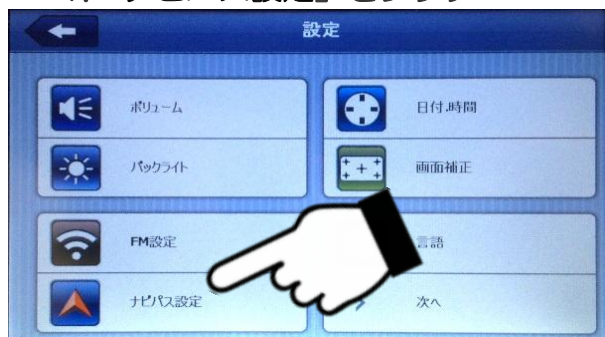 設定
ボリューム
日付.時間
バックライト
画面補正
FM設定
言語
ナビパス設定
次へ